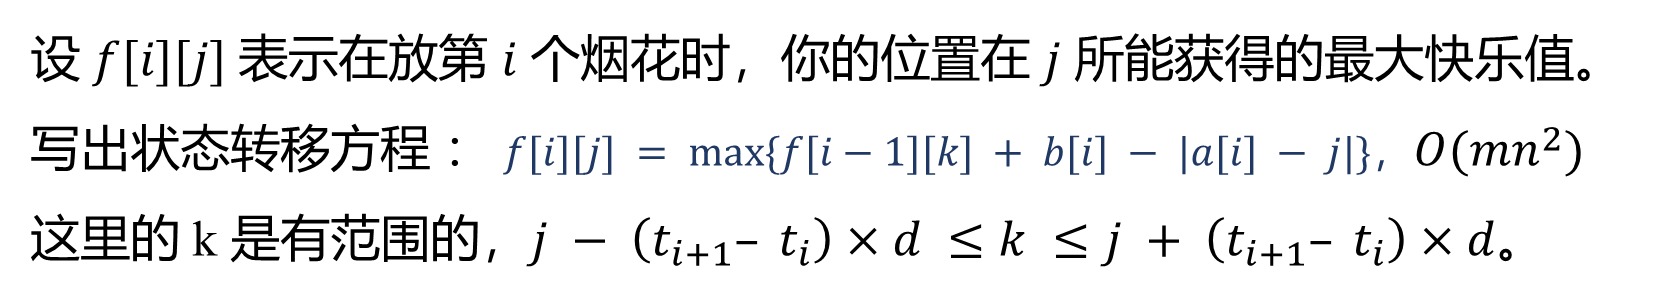 设 f[i][j] 表示在放第 i 个烟花时，你的位置在 j 所能获得的最大快乐值。
写出状态转移方程： f[i][j] = max{f[i − 1][k] + b[i] − |a[i] − j|}, O(mn²)
这里的 k 是有范围的, j − (tᵢ₊₁− tᵢ) × d ≤ k ≤ j + (tᵢ₊₁− tᵢ) × d。